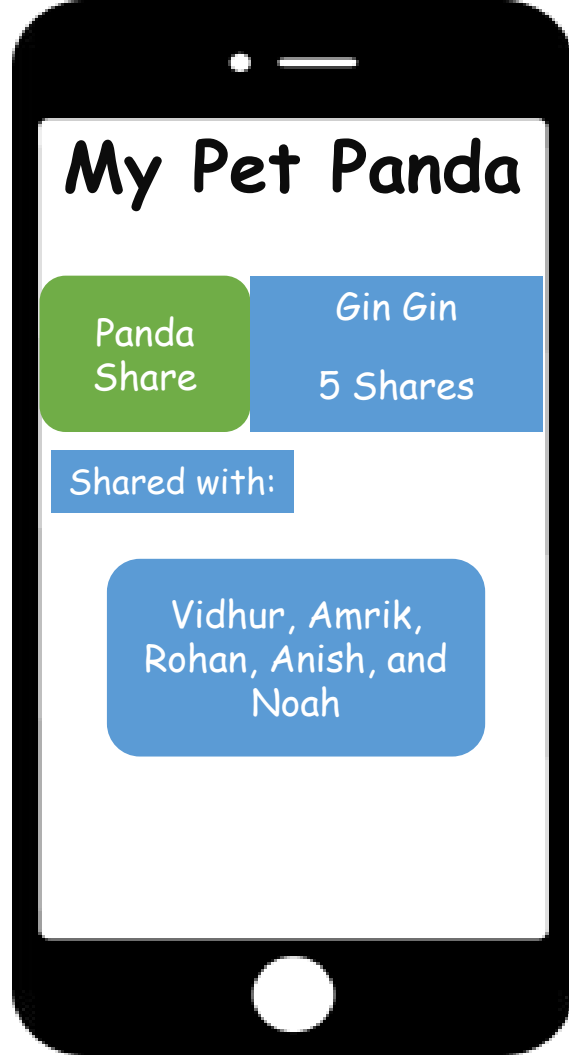 My Pet Panda
Panda
Share
Gin Gin
5 Shares
Shared with:
Vidhur, Amrik,
Rohan, Anish, and
Noah